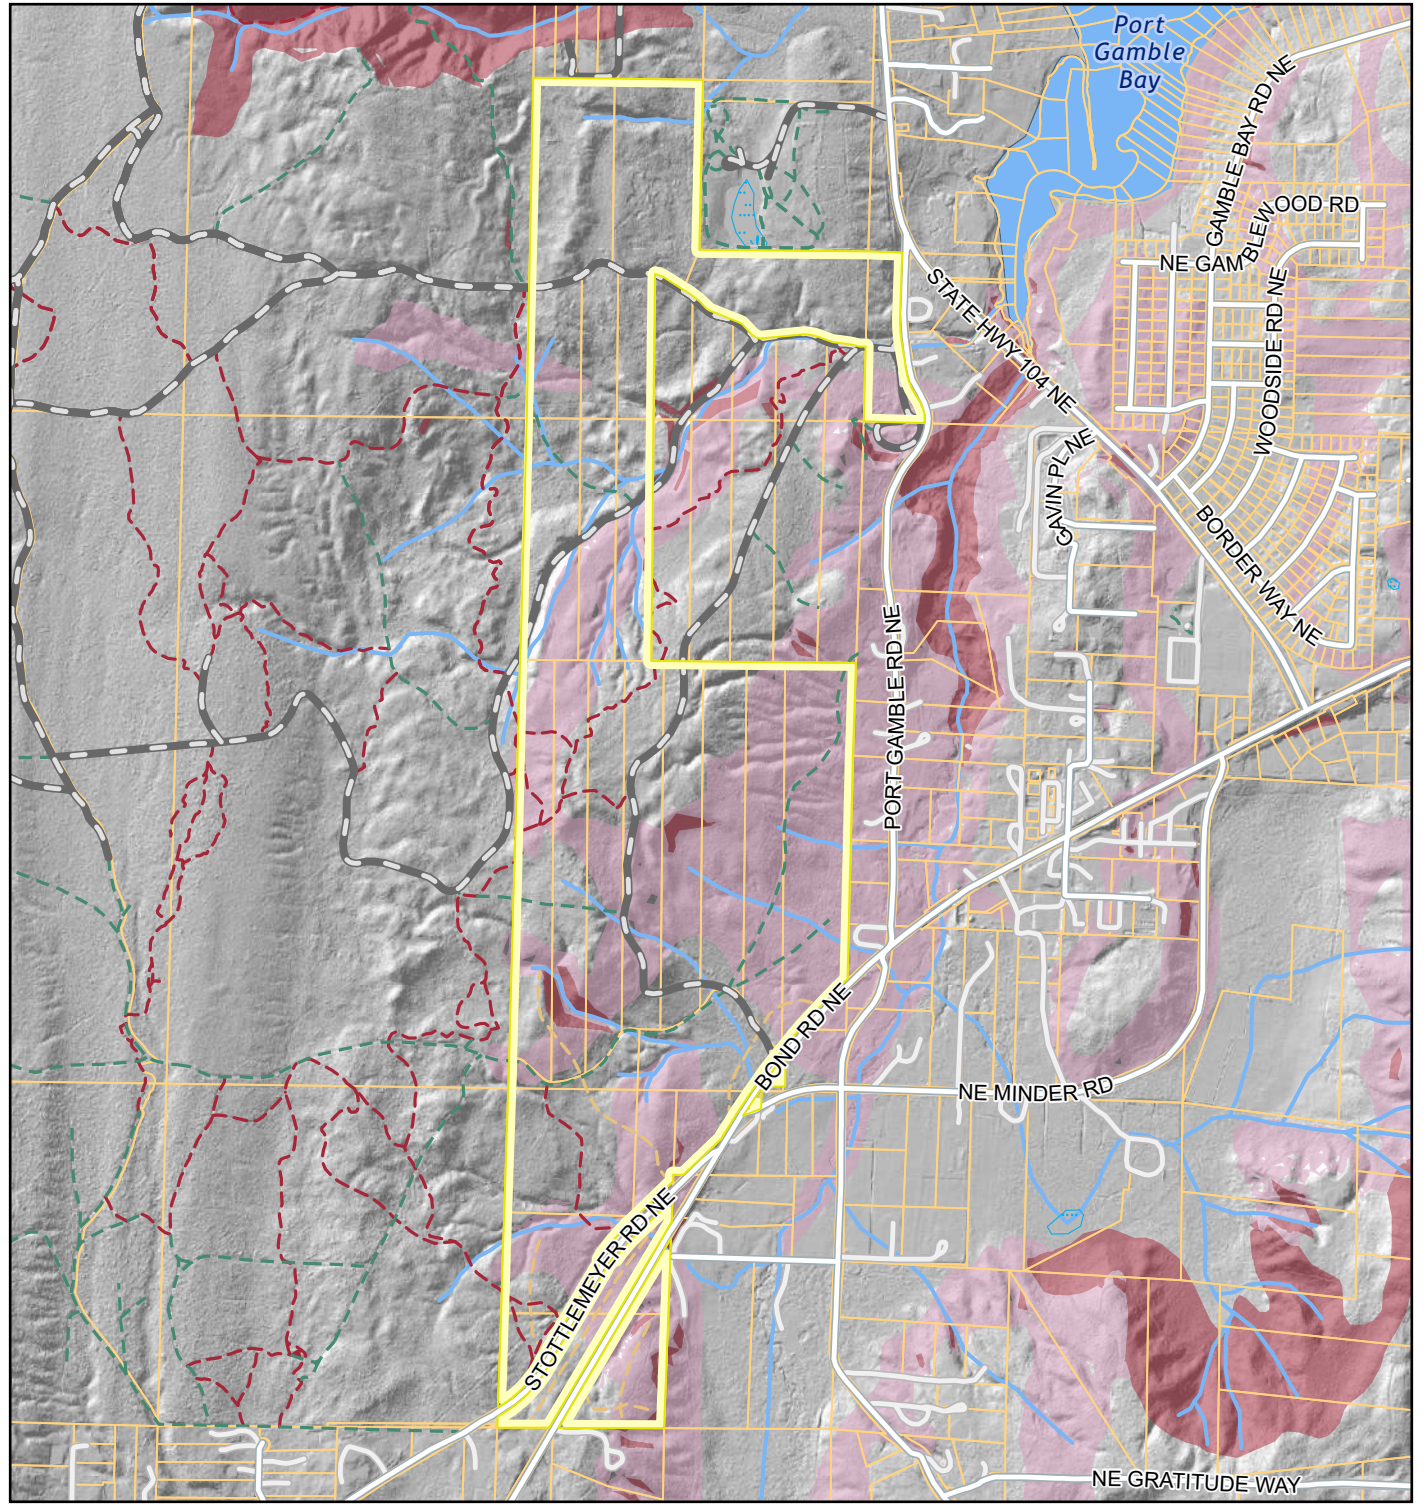 Port
Gamble
Bay
GAMBLE BAY RD NE
BLEW
OOD RD
NE GAM
WOODSIDE RD NE
STATE HWY 104 NE
GAVIN PL NE
BORDER WAY NE
PORT GAMBLE RD NE
BOND RD NE
NE MINDER RD
STOTTLEMEYER RD NE
NE GRATITUDE WAY